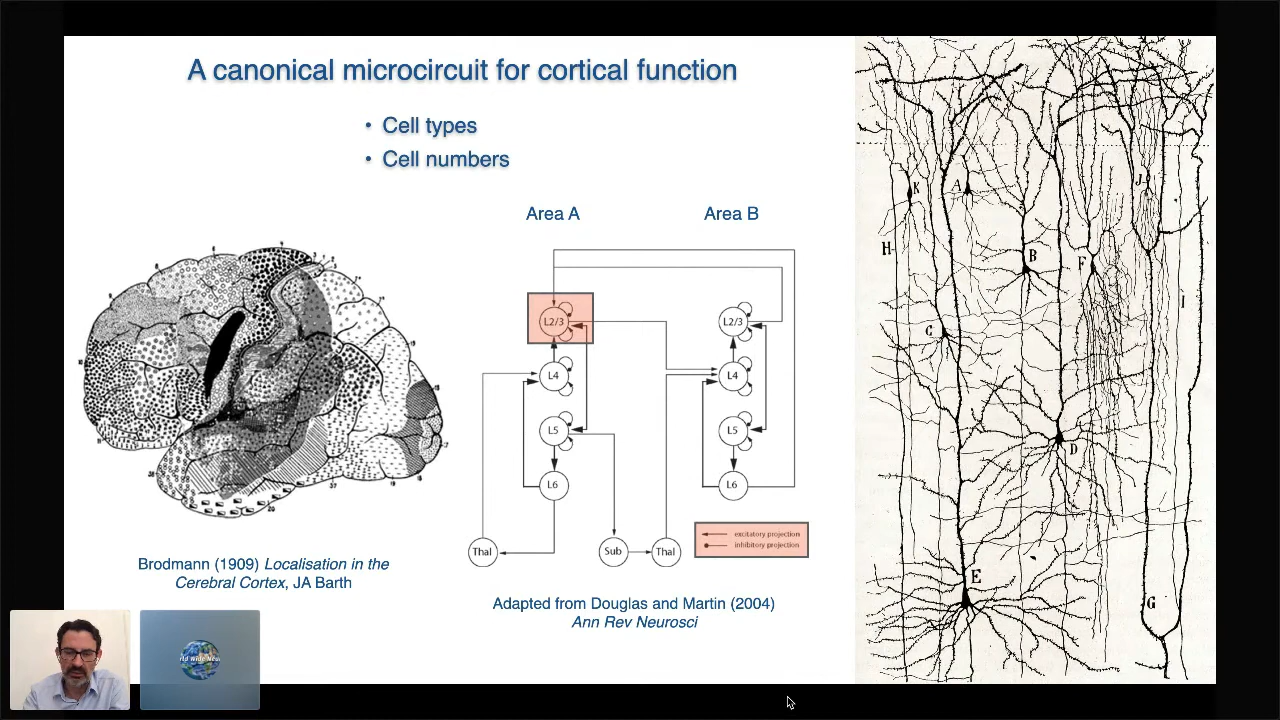 A canonical microcircuit for cortical function
• Cell types
• Cell numbers
Area A
Area B
L2/3
L2/3
L4
L4
L5
L5
L6
L6
Thal
Sub
Thal
excitatory projection
inhibitory projection
Brodmann (1909) Localisation in the
Cerebral Cortex, JA Barth
Adapted from Douglas and Martin (2004)
Ann Rev Neurosci
K
A
J
H
B
F
I
C
D
E
G